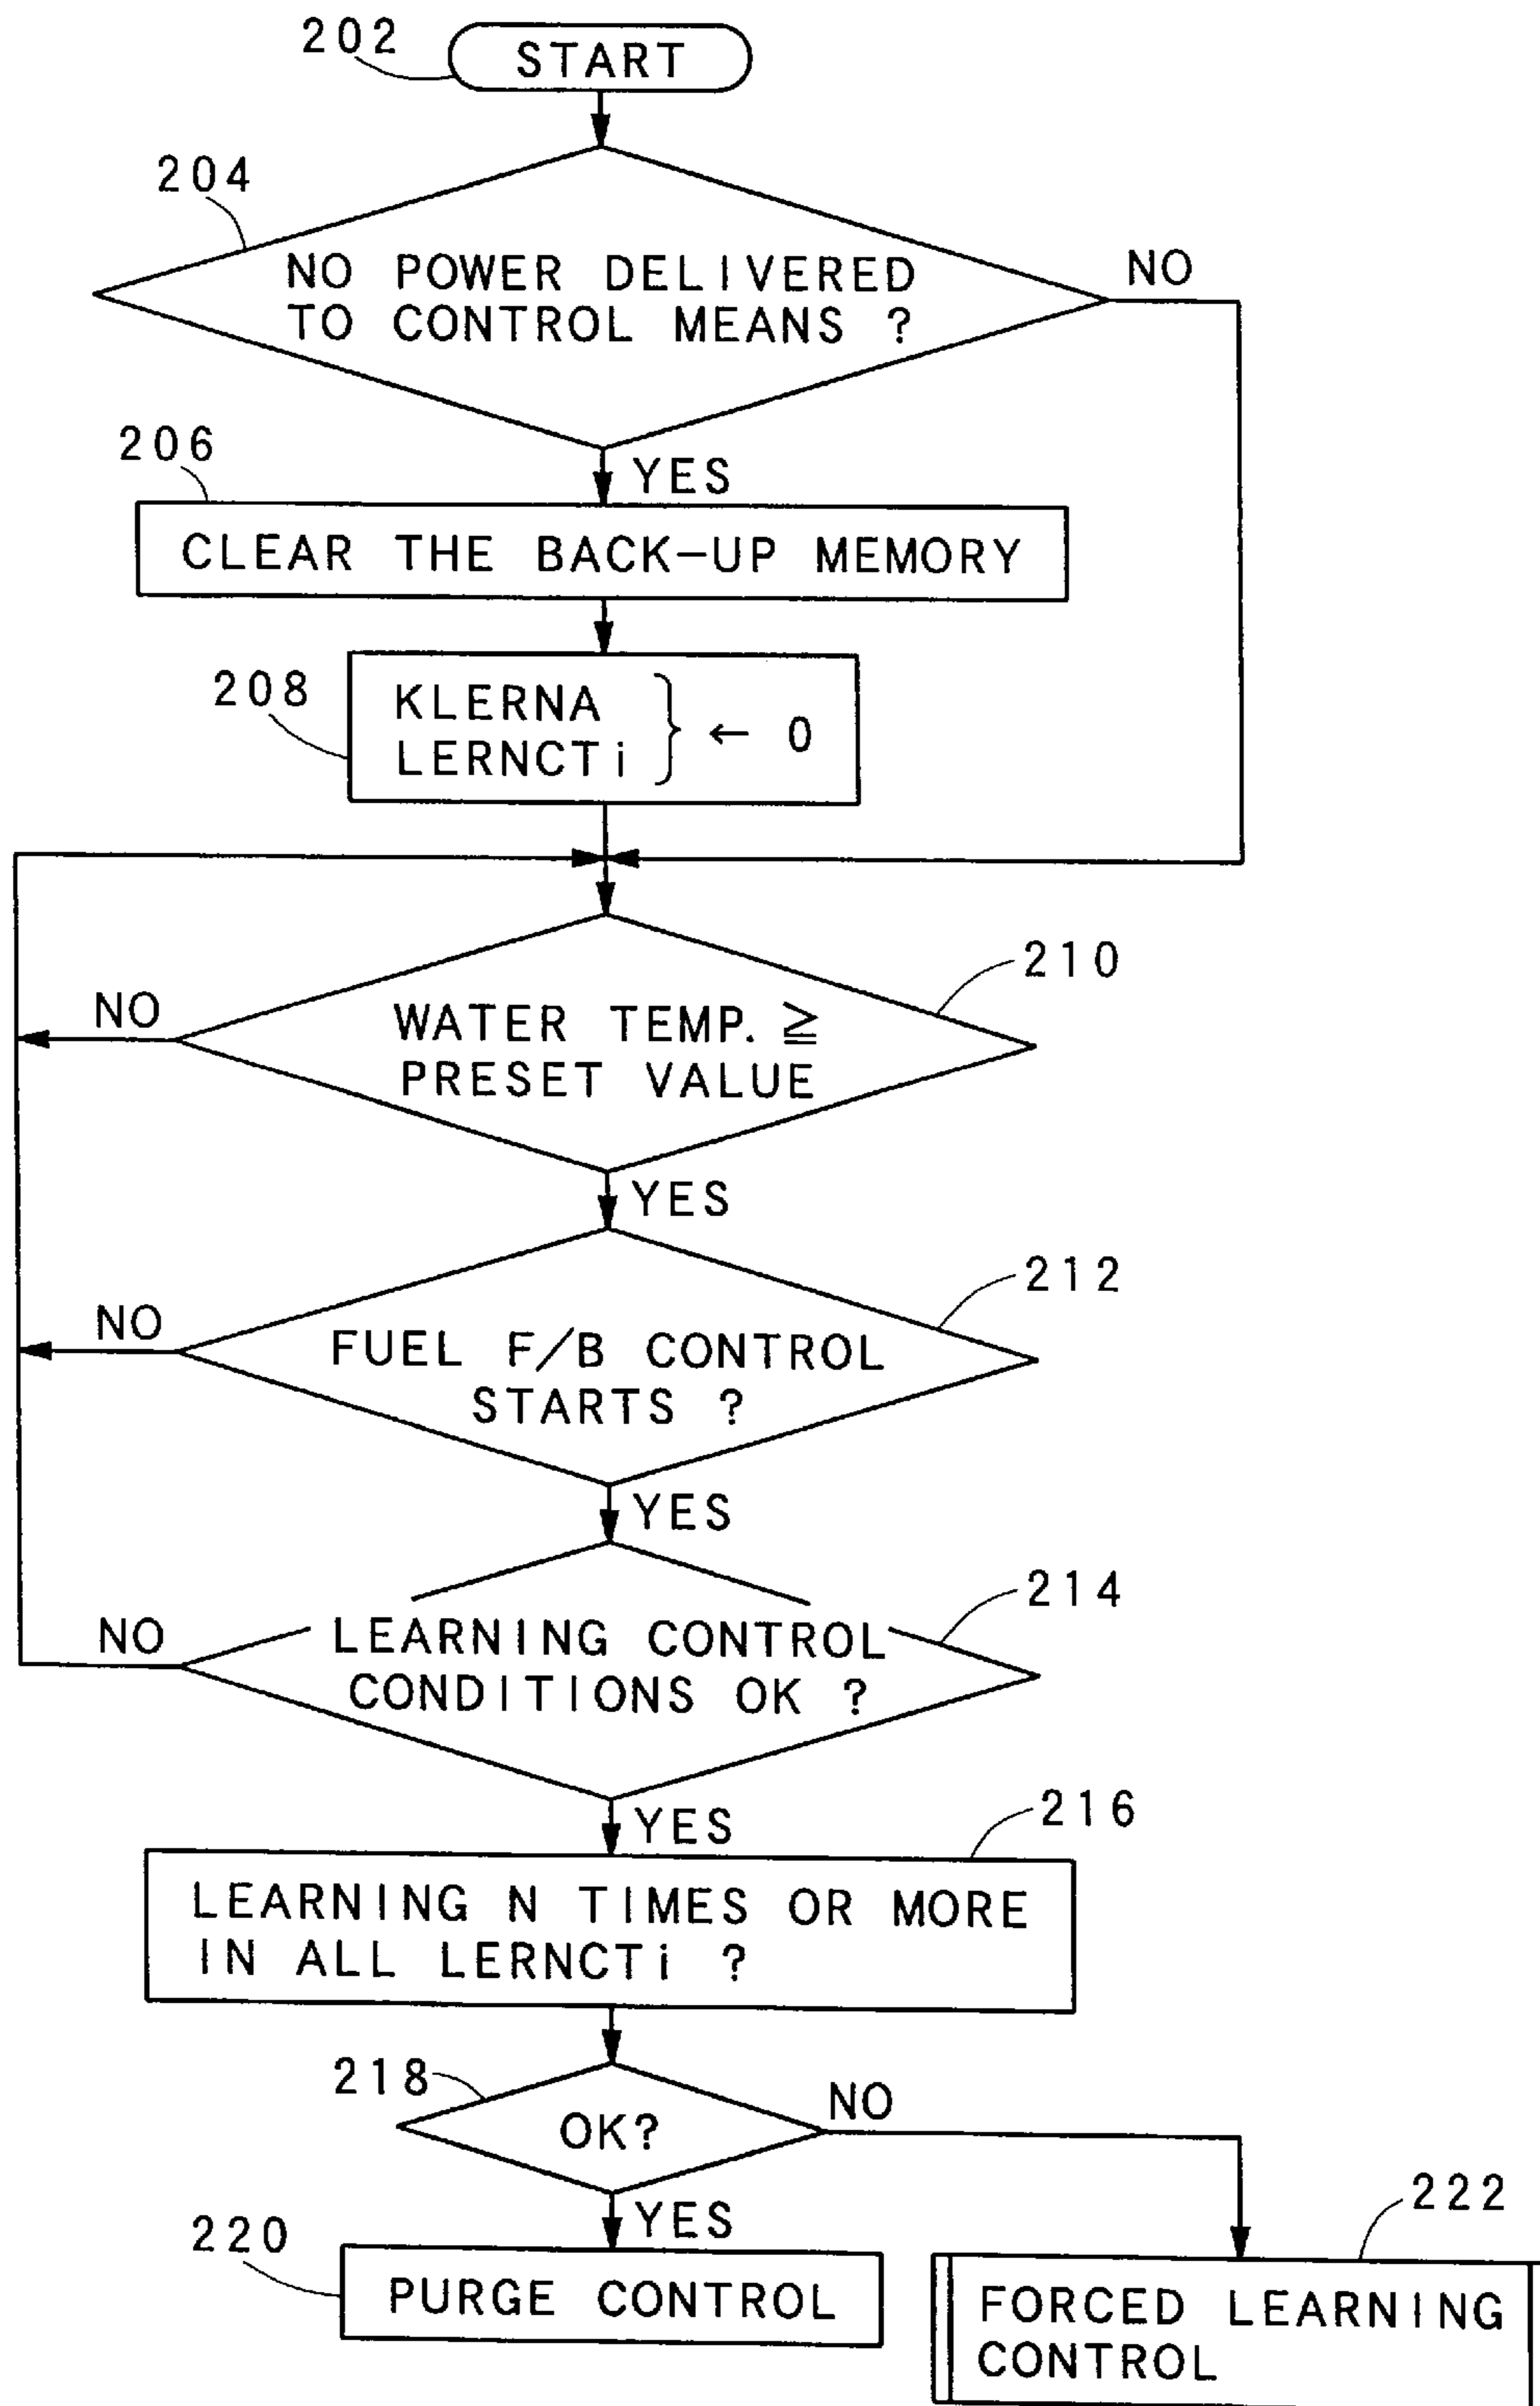 202
START
204
NO POWER DELIVERED
TO CONTROL MEANS ?
NO
206
YES
CLEAR THE BACK-UP MEMORY
208
KLERNA
LERNCTi
} ← 0
210
NO
WATER TEMP. ≧
PRESET VALUE
YES
212
NO
FUEL F/B CONTROL
STARTS ?
YES
214
NO
LEARNING CONTROL
CONDITIONS OK ?
YES
216
LEARNING N TIMES OR MORE
IN ALL LERNCTi ?
218
OK?
NO
YES
220
PURGE CONTROL
222
FORCED LEARNING
CONTROL